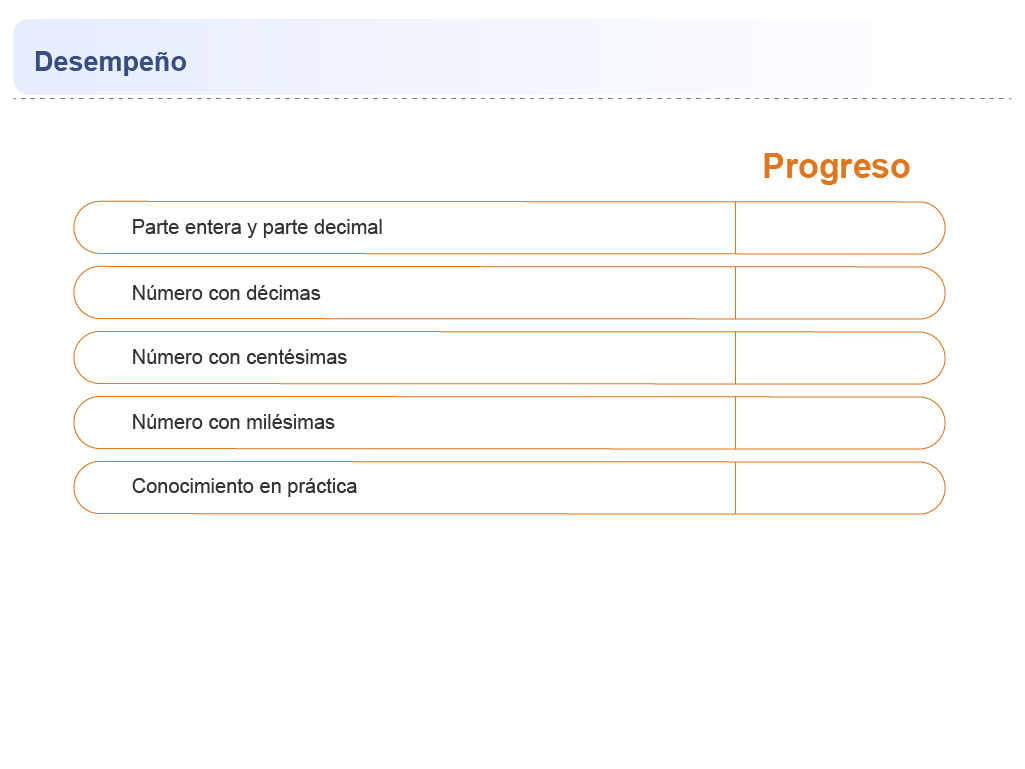 Desempeño
Progreso
Parte entera y parte decimal
Número con décimas
Número con centésimas
Número con milésimas
Conocimiento en práctica